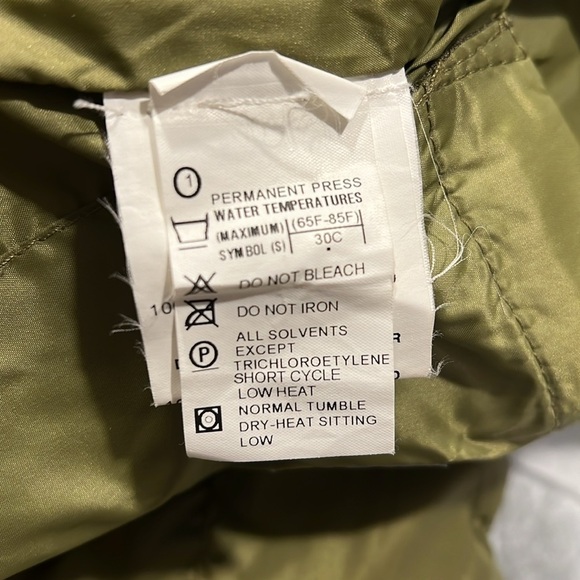 1
PERMANENT PRESS
WATER TEMPERATURES
(MAXIMUM) (65F-85F)
SYMBOL (S) 30C
DO NOT BLEACH
10
DO NOT IRON
P
ALL SOLVENTS
EXCEPT
R
TRICHLOROETYLENE
SHORT CYCLE
LOW HEAT
NORMAL TUMBLE
DRY-HEAT SITTING
LOW